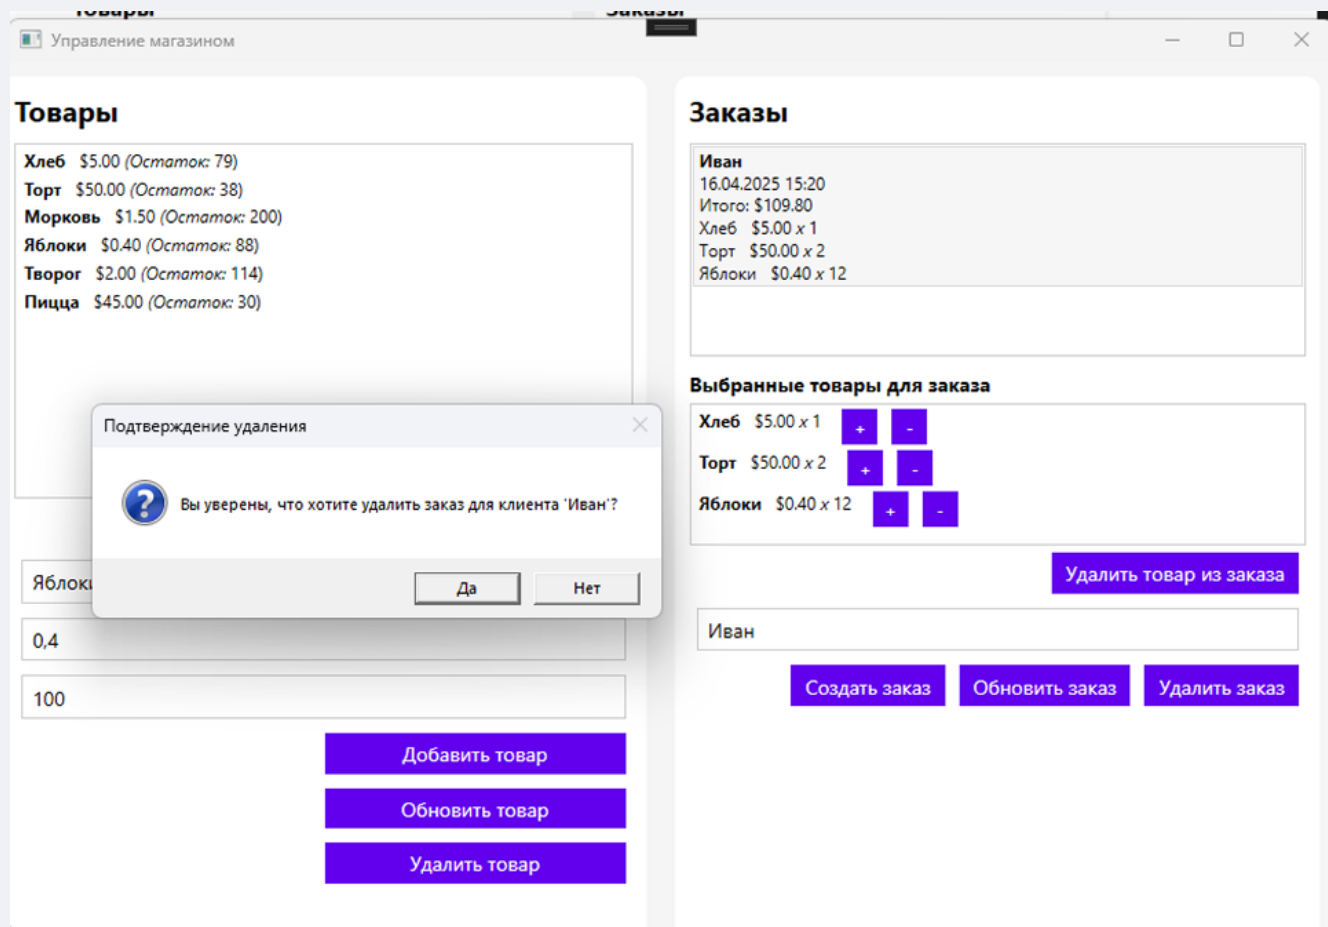 Товары
Заказы
Управление магазином
Товары
Хлеб $5.00 (Остаток: 79)
Торт $50.00 (Остаток: 38)
Морковь $1.50 (Остаток: 200)
Яблоки $0.40 (Остаток: 88)
Творог $2.00 (Остаток: 114)
Пицца $45.00 (Остаток: 30)
Подтверждение удаления
Вы уверены, что хотите удалить заказ для клиента 'Иван'?
Да
Нет
Яблоки
0,4
100
Добавить товар
Обновить товар
Удалить товар
Заказы
Иван
16.04.2025 15:20
Итого: $109.80
Хлеб $5.00 x 1
Торт $50.00 x 2
Яблоки $0.40 x 12
Выбранные товары для заказа
Хлеб $5.00 x 1 + -
Торт $50.00 x 2 + -
Яблоки $0.40 x 12 + -
Удалить товар из заказа
Иван
Создать заказ
Обновить заказ
Удалить заказ